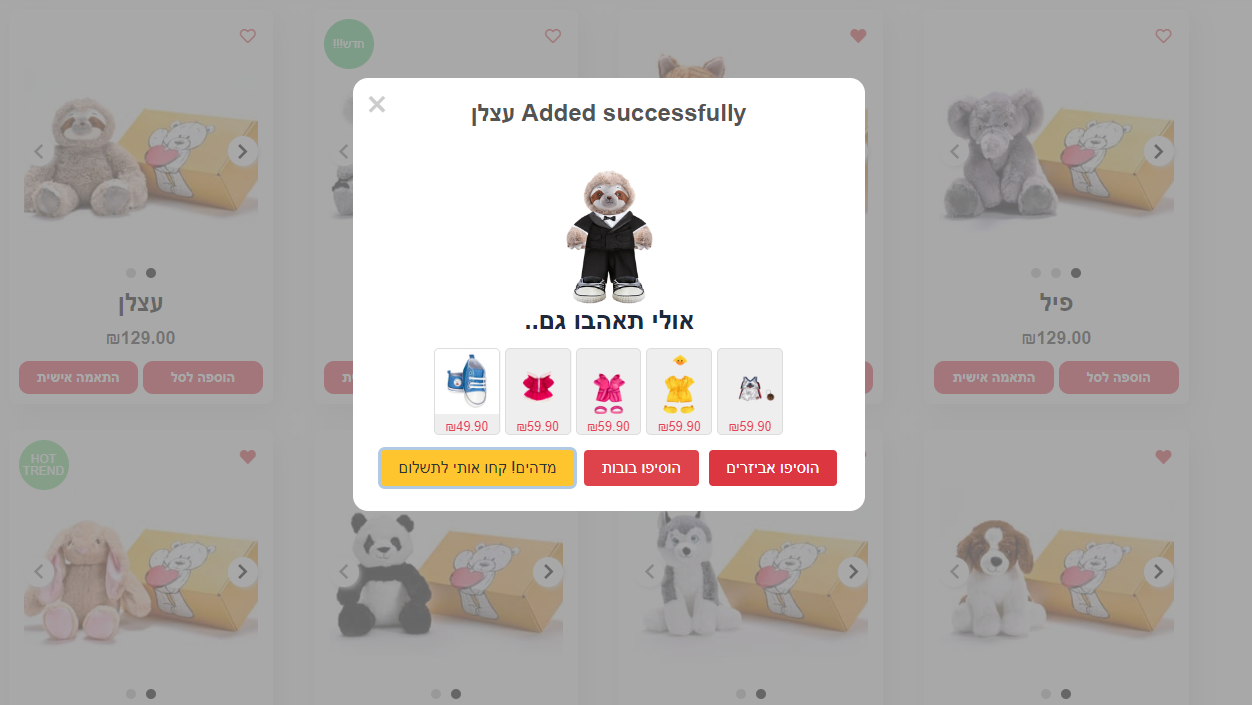 חדש!!!
עצלן Added successfully
אולי תאהבו גם..
₪49.90
₪59.90
₪59.90
₪59.90
₪59.90
מדהים! קחו אותי לתשלום
הוסיפו בובות
הוסיפו אביזרים
עצלן
₪129.00
התאמה אישית
הוספה לסל
פיל
₪129.00
התאמה אישית
הוספה לסל
HOT
TREND